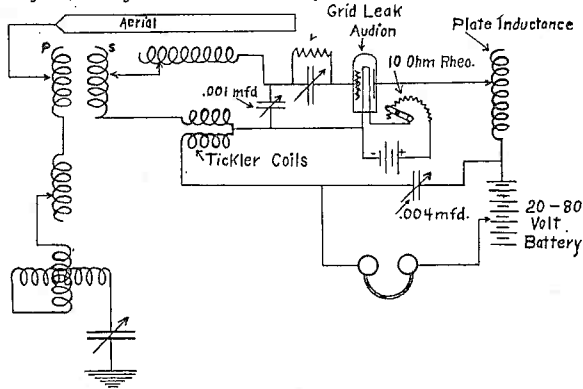 Aerial
Grid Leak
Audion
Plate Inductance
P
S
10 Ohm Rheo.
.001 mfd
- +
Tickler Coils
.004 mfd.
20-80
Volt
Battery